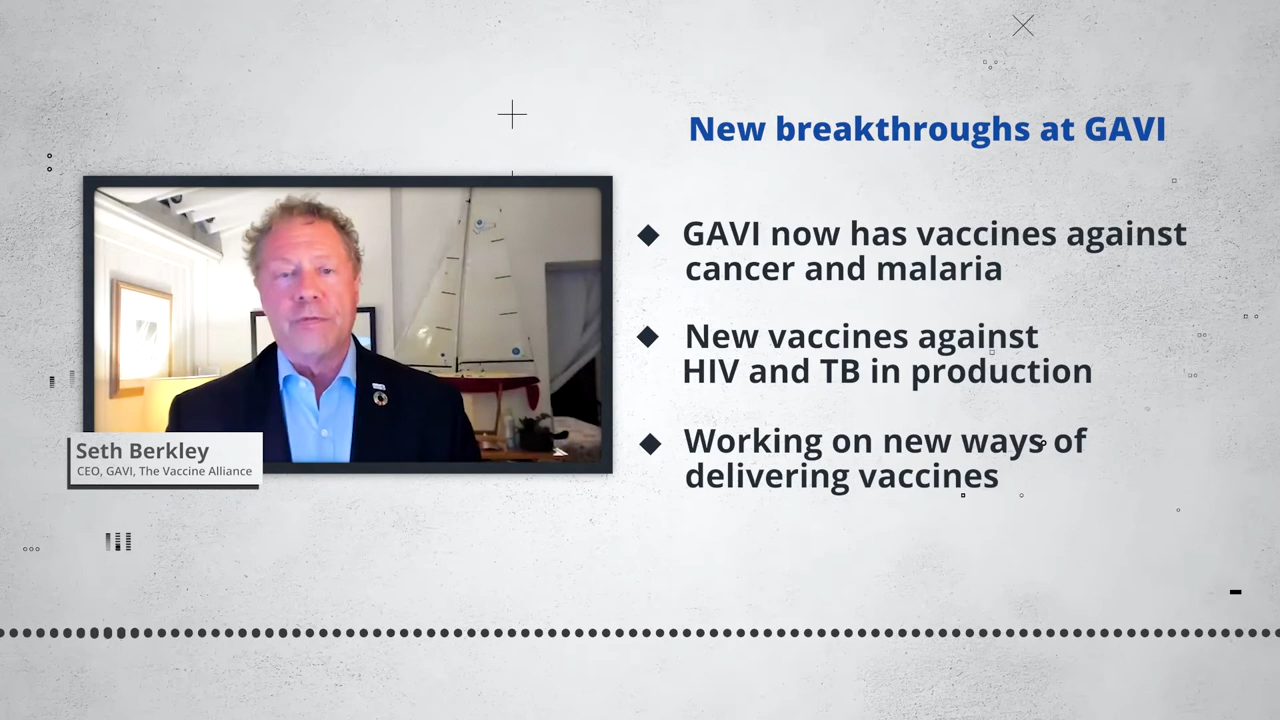 New breakthroughs at GAVI
GAVI now has vaccines against
cancer and malaria
New vaccines against
HIV and TB in production
Working on new ways of
delivering vaccines
Seth Berkley
CEO, GAVI, The Vaccine Alliance